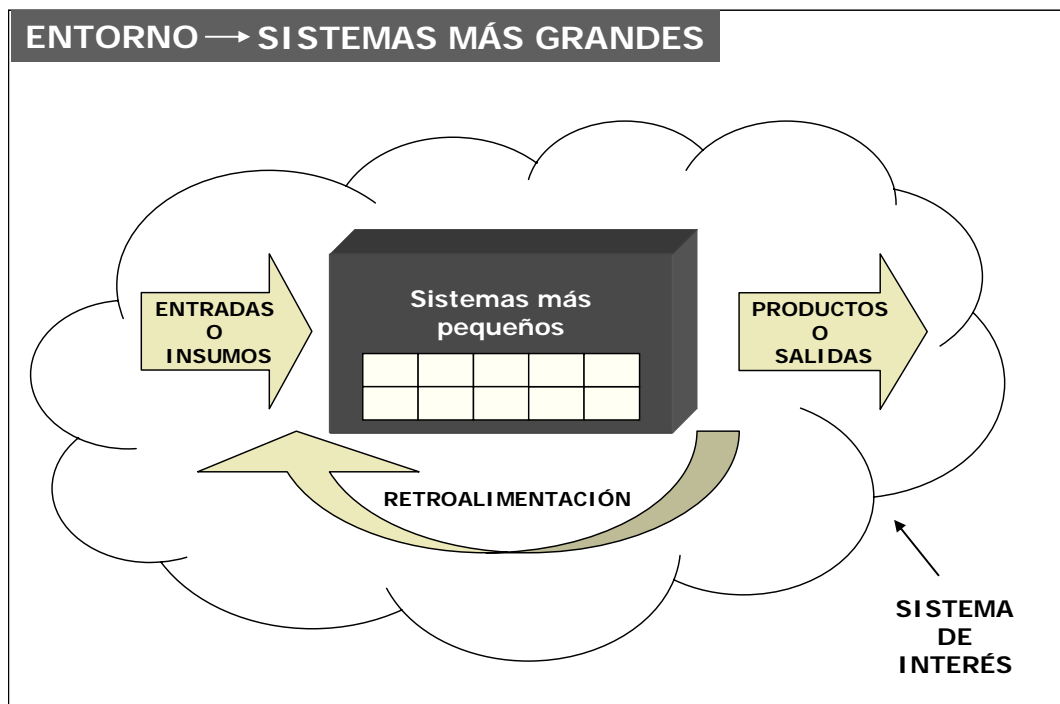 ENTORNO → SISTEMAS MÁS GRANDES
ENTRADAS
O
INSUMOS
Sistemas más
pequeños
PRODUCTOS
O
SALIDAS
RETROALIMENTACIÓN
SISTEMA
DE
INTERÉS